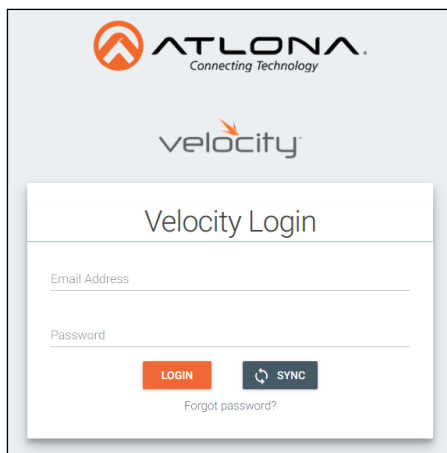 ATLONA.
Connecting Technology
velocity
Velocity Login
Email Address
Password
LOGIN
SYNC
Forgot password?